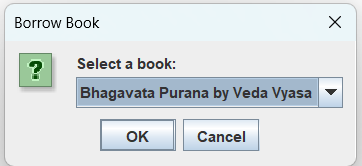 Borrow Book
Select a book:
Bhagavata Purana by Veda Vyasa
OK
Cancel